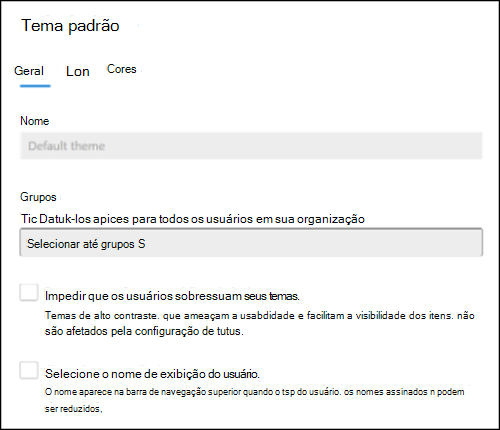 Tema padrão
Geral Lon Cores
Nome
Default theme
Grupos
Tic Datuk-los apices para todos os usuários em sua organização
Selecionar até grupos S
Impedir que os usuários sobressuam seus temas.
Temas de alto contraste. que ameaçam a usabdidade e facilitam a visibilidade dos itens. não
são afetados pela configuração de tutus.
Selecione o nome de exibição do usuário.
O nome aparece na barra de navegação superior quando o tsp do usuário. os nomes assinados n podem
ser reduzidos,